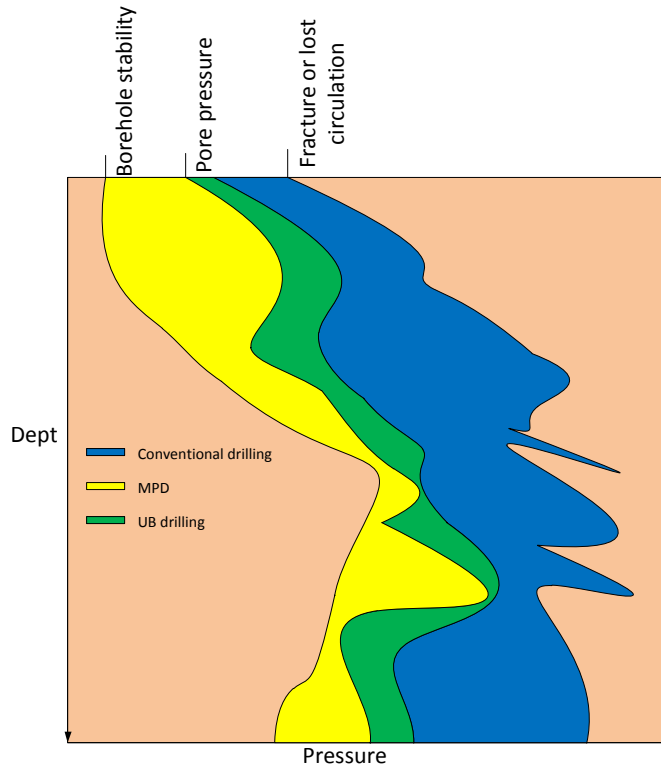 Borehole stability
Pore pressure
Fracture or lost
circulation
Dept
Conventional drilling
MPD
UB drilling
Pressure